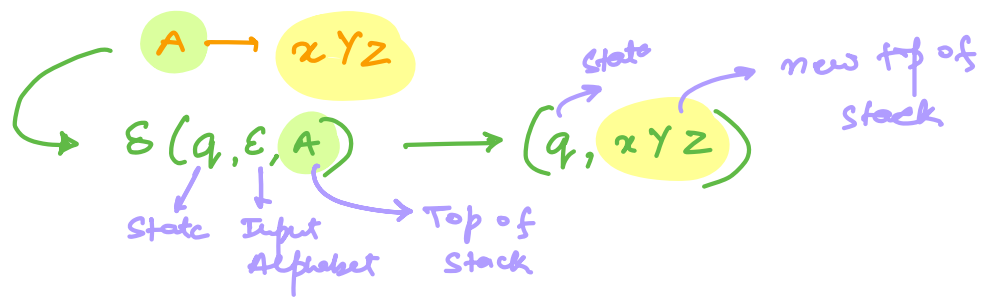 A → xYZ
State
new top of
stack
δ(q, ε, A) → (q, xYZ)
State
Input
Alphabet
Top of
stack